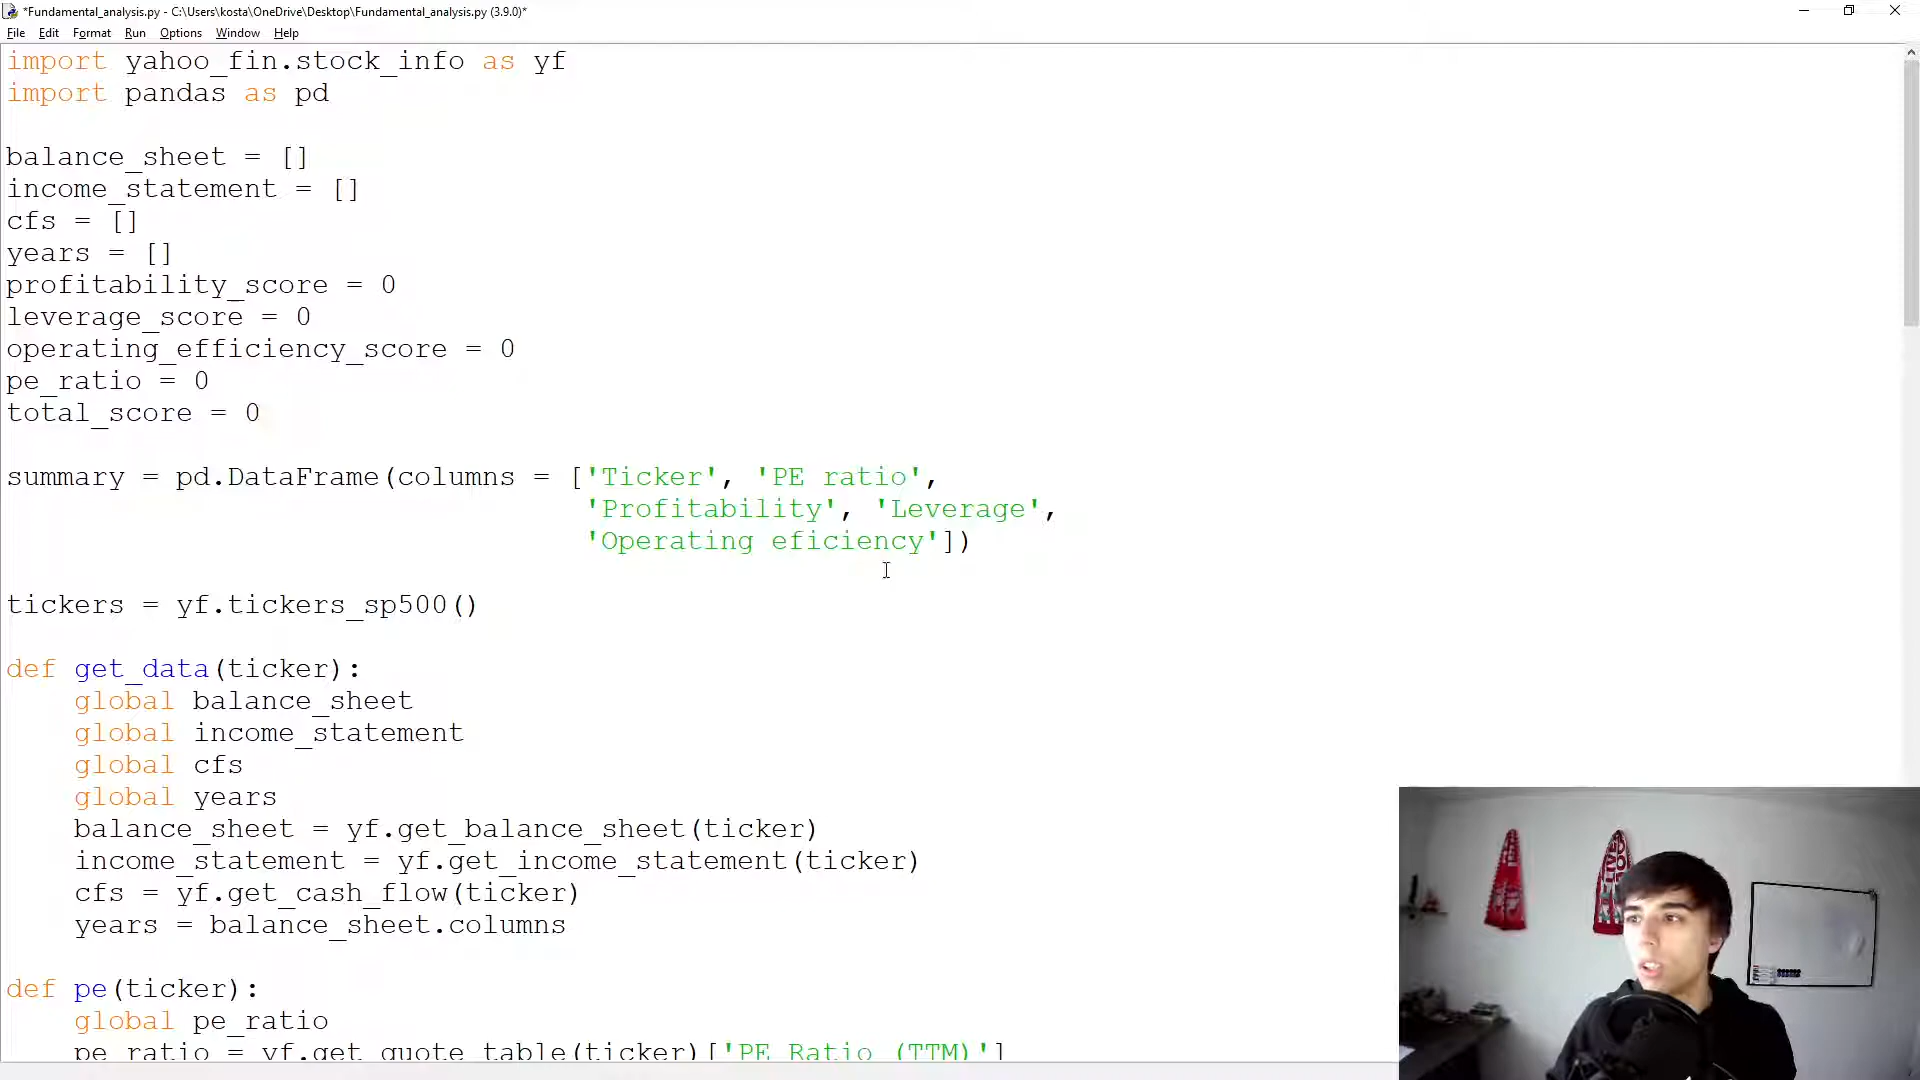 *Fundamental_analysis.py - C:\Users\kosta\OneDrive\Desktop\Fundamental_analysis.py (3.9.0)*
File Edit Format Run Options Window Help
import yahoo_fin.stock_info as yf
import pandas as pd
balance_sheet = []
income_statement = []
cfs = []
years = []
profitability_score = 0
leverage_score = 0
operating_efficiency_score = 0
pe_ratio = 0
total_score = 0
summary = pd.DataFrame(columns = ['Ticker', 'PE ratio',
'Profitability', 'Leverage',
'Operating eficiency'])
tickers = yf.tickers_sp500()
def get_data(ticker):
global balance_sheet
global income_statement
global cfs
global years
balance_sheet = yf.get_balance_sheet(ticker)
income_statement = yf.get_income_statement(ticker)
cfs = yf.get_cash_flow(ticker)
years = balance_sheet.columns
def pe(ticker):
global pe_ratio
pe_ratio = yf.get_quote_table(ticker)['PE Ratio (TTM)']